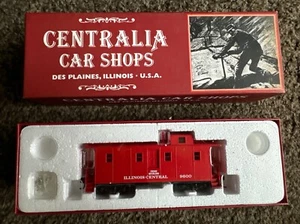 CENTRALIA
CAR SHOPS
DES PLAINES, ILLINOIS · U.S.A.
CENTRALIA CAR SHOPS
ILLINOIS CENTRAL
9800